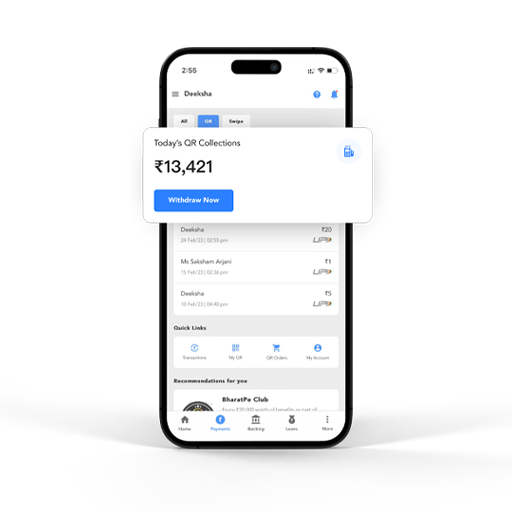 2:55
Deeksha
All QR Swipe
Today's QR Collections
₹13,421
Withdraw Now
Deeksha ₹20
24 Feb'23 | 02:55 pm UPI
Ms Saksham Arjani ₹1
15 Feb'23 | 02:36 pm UPI
Deeksha ₹5
10 Feb'23 | 04:40 pm UPI
Quick Links
Transactions My QR QR Orders My Account
Recommendations for you
BharatPe Club
Enjoy ₹20,000 worth of benefits as part of
Home Payments Banking Loans More